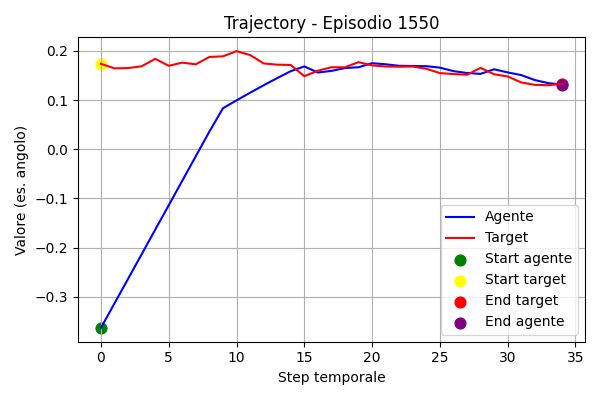 Trajectory - Episodio 1550
Valore (es. angolo)
0.2
0.1
0.0
−0.1
−0.2
−0.3
0
5
10
15
20
25
30
35
Step temporale
Agente
Target
Start agente
Start target
End target
End agente